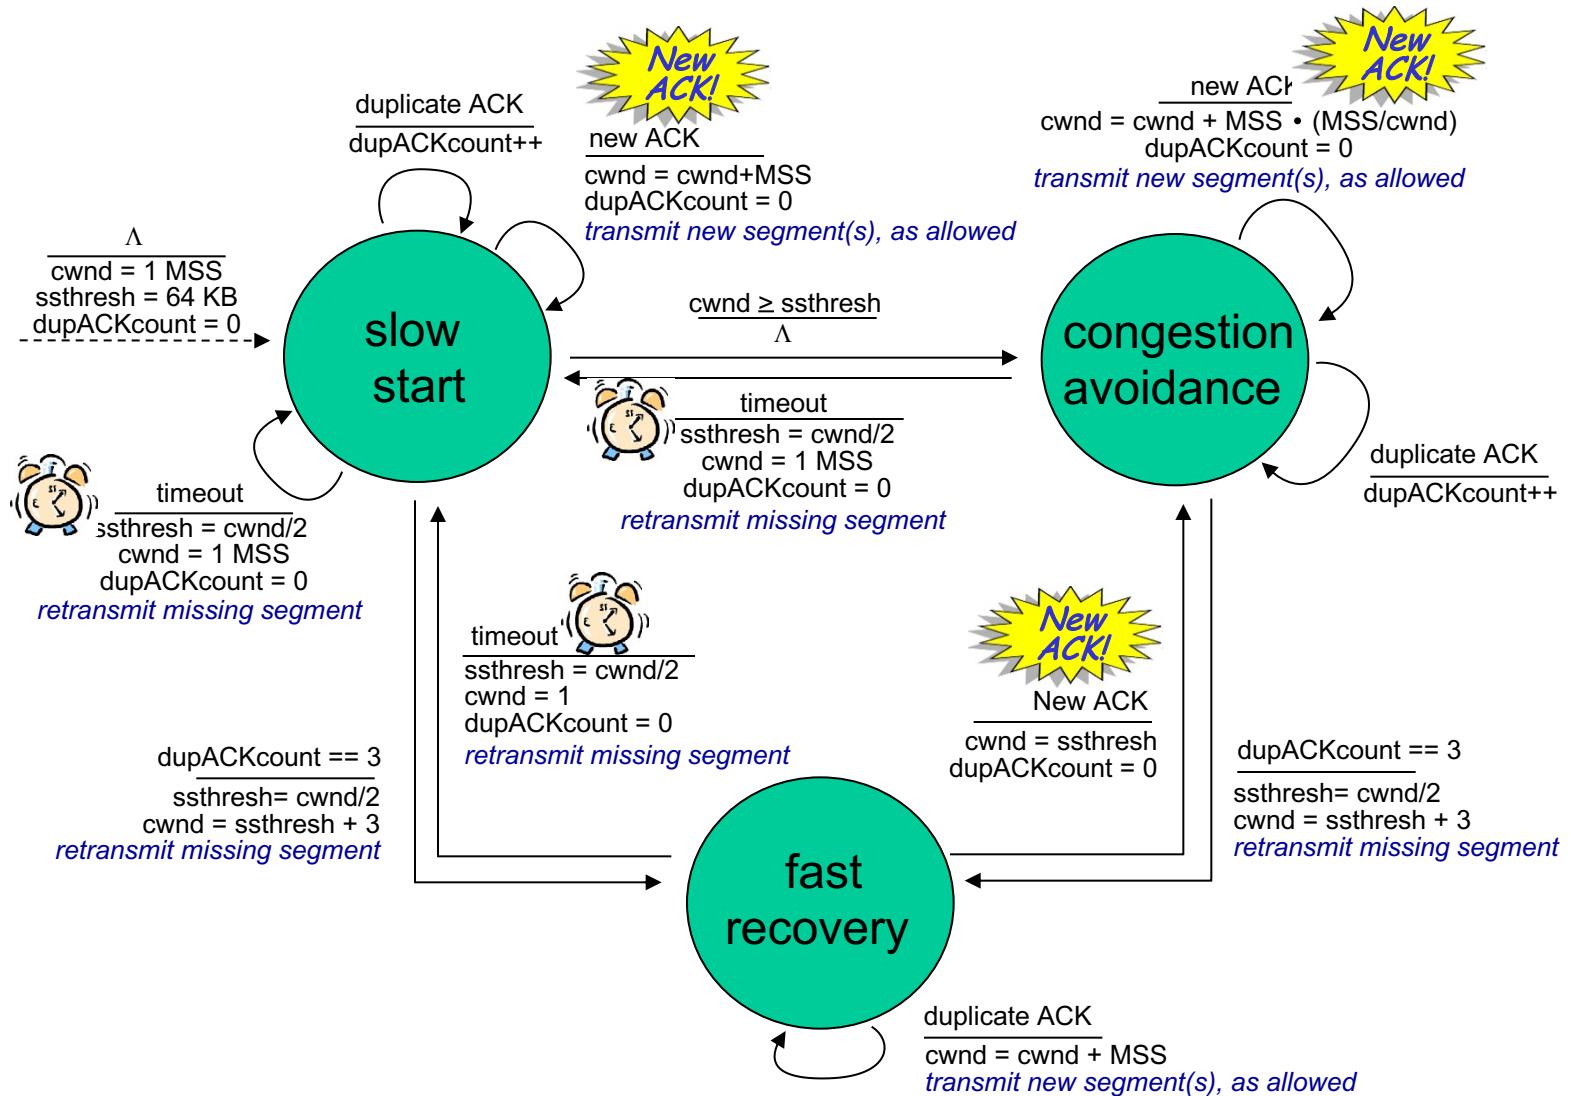 New
ACK!
new ACK
cwnd = cwnd+MSS
dupACKcount = 0
transmit new segment(s), as allowed
duplicate ACK
dupACKcount++
New
ACK!
new ACK
cwnd = cwnd + MSS • (MSS/cwnd)
dupACKcount = 0
transmit new segment(s), as allowed
Λ
cwnd = 1 MSS
ssthresh = 64 KB
dupACKcount = 0
slow
start
cwnd ≥ ssthresh
Λ
congestion
avoidance
timeout
ssthresh = cwnd/2
cwnd = 1 MSS
dupACKcount = 0
retransmit missing segment
duplicate ACK
dupACKcount++
timeout
ssthresh = cwnd/2
cwnd = 1 MSS
dupACKcount = 0
retransmit missing segment
timeout
ssthresh = cwnd/2
cwnd = 1
dupACKcount = 0
retransmit missing segment
New
ACK!
New ACK
cwnd = ssthresh
dupACKcount = 0
dupACKcount == 3
ssthresh= cwnd/2
cwnd = ssthresh + 3
retransmit missing segment
dupACKcount == 3
ssthresh= cwnd/2
cwnd = ssthresh + 3
retransmit missing segment
fast
recovery
duplicate ACK
cwnd = cwnd + MSS
transmit new segment(s), as allowed